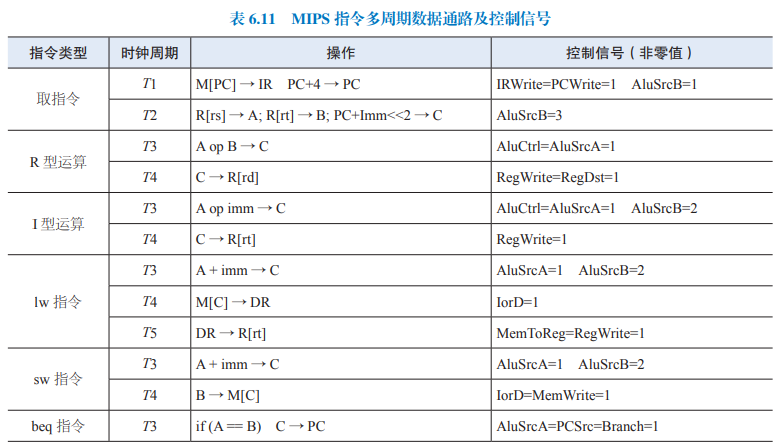 表 6.11 MIPS 指令多周期数据通路及控制信号
指令类型 时钟周期 操作 控制信号（非零值）
取指令 T1 M[PC]→IR PC+4→PC IRWrite=PCWrite=1 AluSrcB=1
T2 R[rs]→A; R[rt]→B; PC+Imm<<2→C AluSrcB=3
R 型运算 T3 A op B→C AluCtrl=AluSrcA=1
T4 C→R[rd] RegWrite=RegDst=1
I 型运算 T3 A op imm→C AluCtrl=AluSrcA=1 AluSrcB=2
T4 C→R[rt] RegWrite=1
lw 指令 T3 A + imm→C AluSrcA=1 AluSrcB=2
T4 M[C]→DR IorD=1
T5 DR→R[rt] MemToReg=RegWrite=1
sw 指令 T3 A + imm→C AluSrcA=1 AluSrcB=2
T4 B→M[C] IorD=MemWrite=1
beq 指令 T3 if (A == B) C→PC AluSrcA=PCSrc=Branch=1